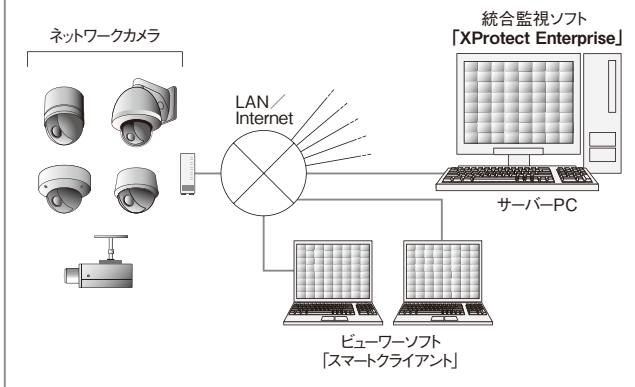 ネットワークカメラ
統合監視ソフト
「XProtect Enterprise」
LAN／
Internet
サーバーPC
ビューワーソフト
「スマートクライアント」